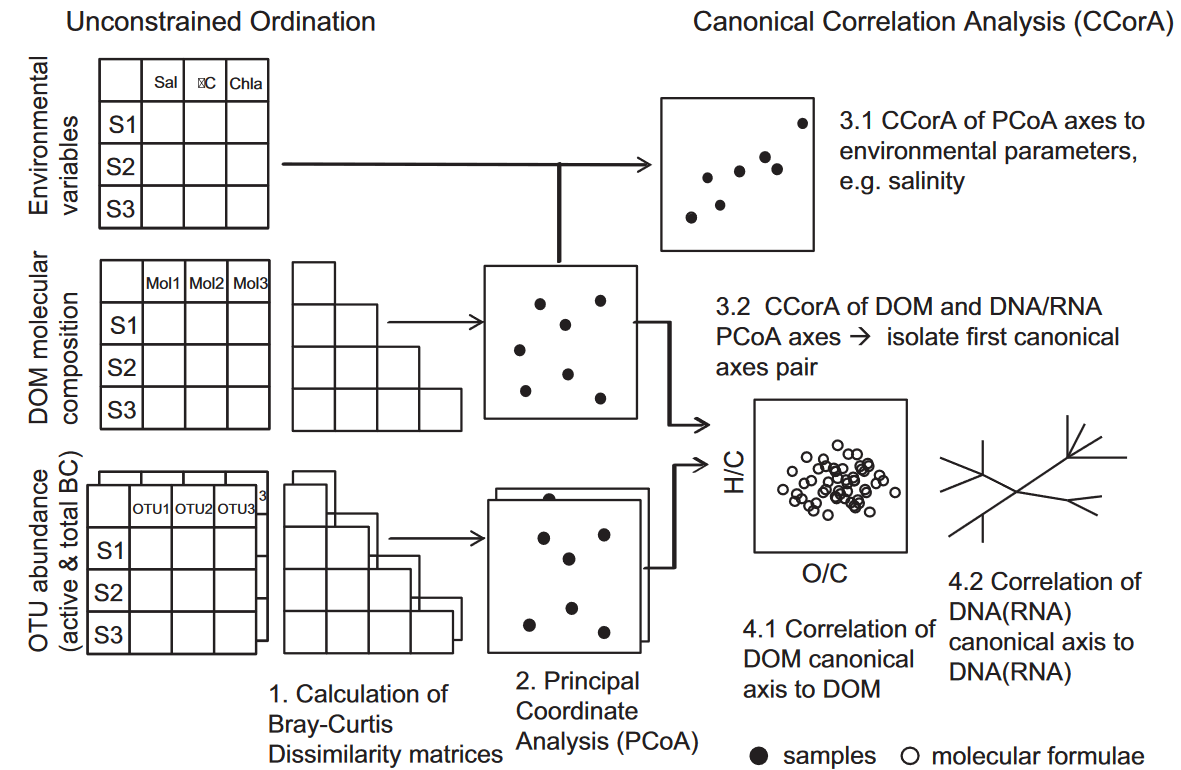 Unconstrained Ordination
Canonical Correlation Analysis (CCorA)
Environmental
variables
Sal
C
Chla
S1
S2
S3
3.1 CCorA of PCoA axes to
environmental parameters,
e.g. salinity
DOM molecular
composition
Mol1
Mol2
Mol3
S1
S2
S3
3.2 CCorA of DOM and DNA/RNA
PCoA axes → isolate first canonical
axes pair
OTU abundance
(active & total BC)
OTU1
OTU2
OTU3
3
S1
S2
S3
H/C
O/C
1. Calculation of
Bray-Curtis
Dissimilarity matrices
2. Principal
Coordinate
Analysis (PCoA)
4.1 Correlation of
DOM canonical
axis to DOM
4.2 Correlation of
DNA(RNA)
canonical axis to
DNA(RNA)
samples
molecular formulae